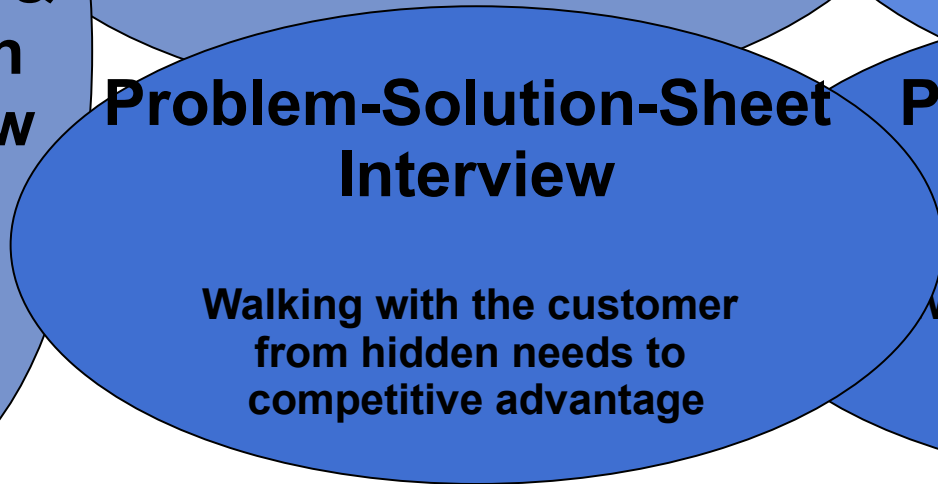 Problem-Solution-Sheet
Interview
Walking with the customer
from hidden needs to
competitive advantage